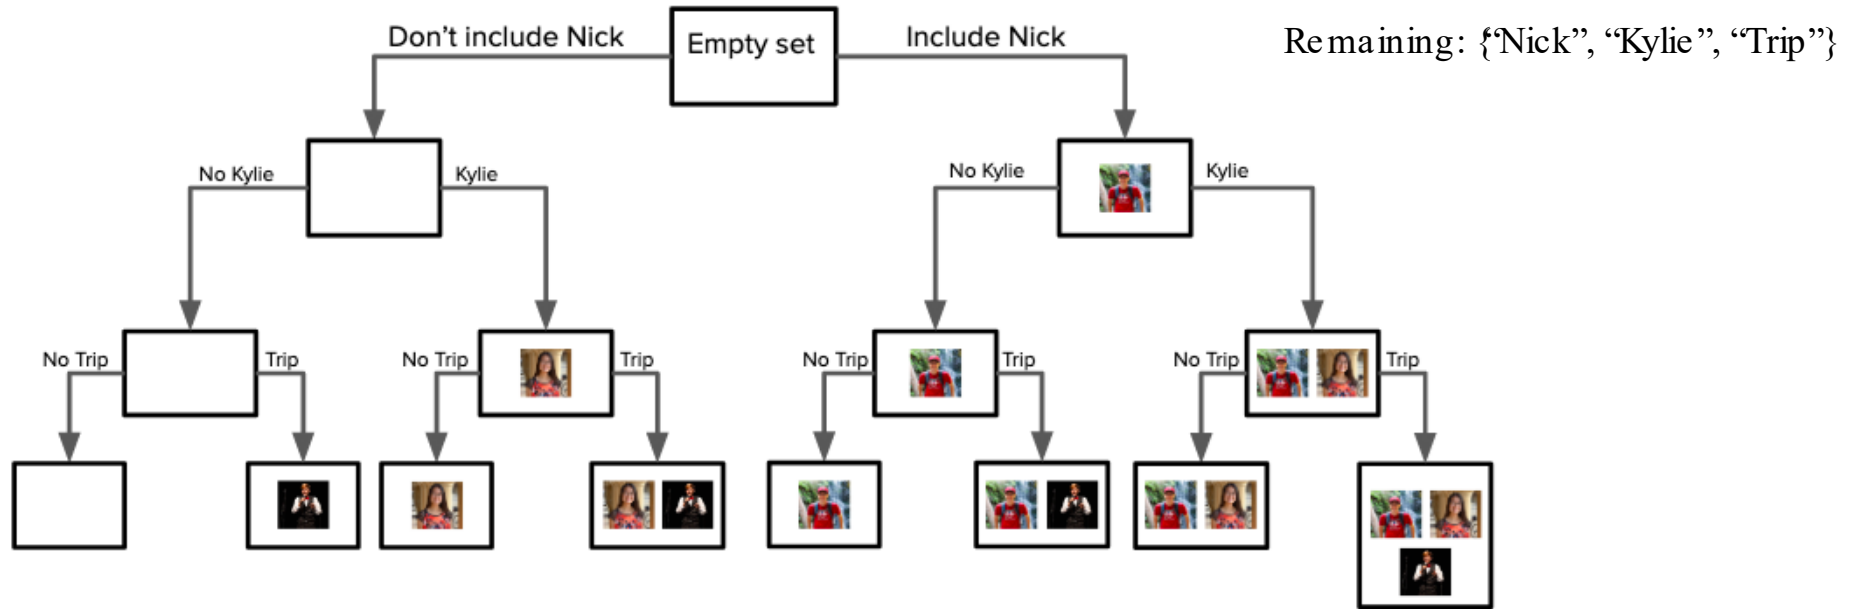 Don't include Nick
Empty set
Include Nick
Remaining: {“Nick”, “Kylie”, “Trip”}
No Kylie
Kylie
No Kylie
Kylie
No Trip
Trip
No Trip
Trip
No Trip
Trip
No Trip
Trip